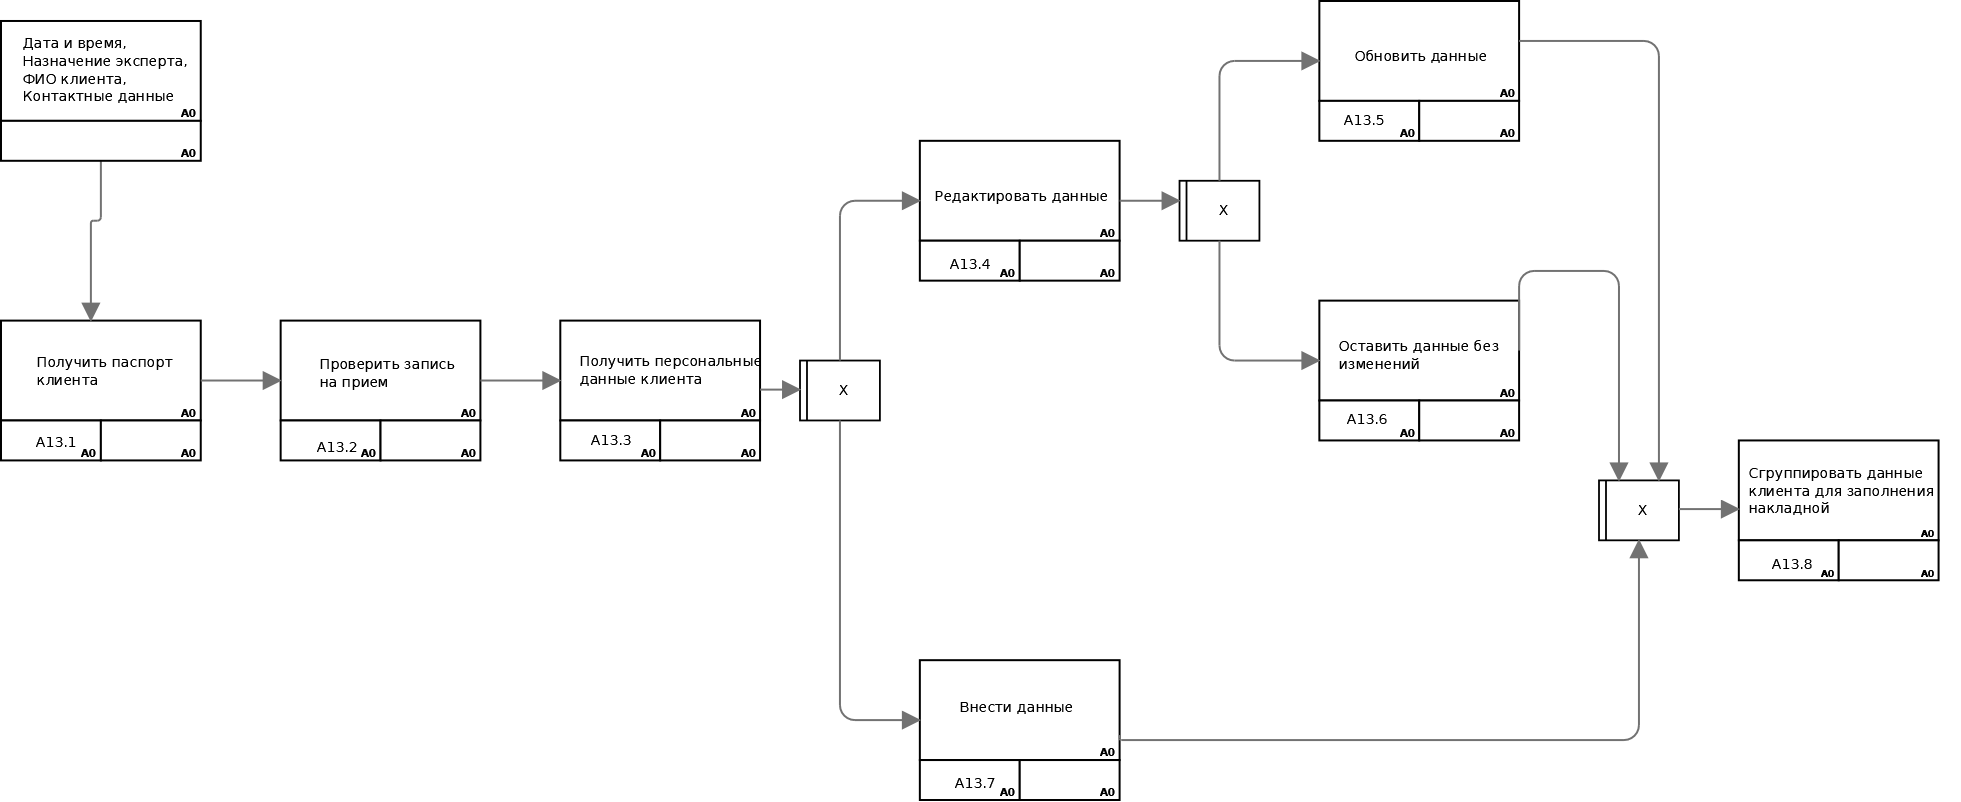 Дата и время,
Назначение эксперта,
ФИО клиента,
Контактные данные
A0
A0
Получить паспорт
клиента
A0
A13.1
A0
A0
Проверить запись
на прием
A0
A13.2
A0
A0
Получить персональные
данные клиента
A0
A13.3
A0
A0
X
Редактировать данные
A0
A13.4
A0
A0
X
Обновить данные
A0
A13.5
A0
A0
Оставить данные без
изменений
A0
A13.6
A0
A0
Внести данные
A0
A13.7
A0
A0
X
Сгруппировать данные
клиента для заполнения
накладной
A0
A13.8
A0
A0